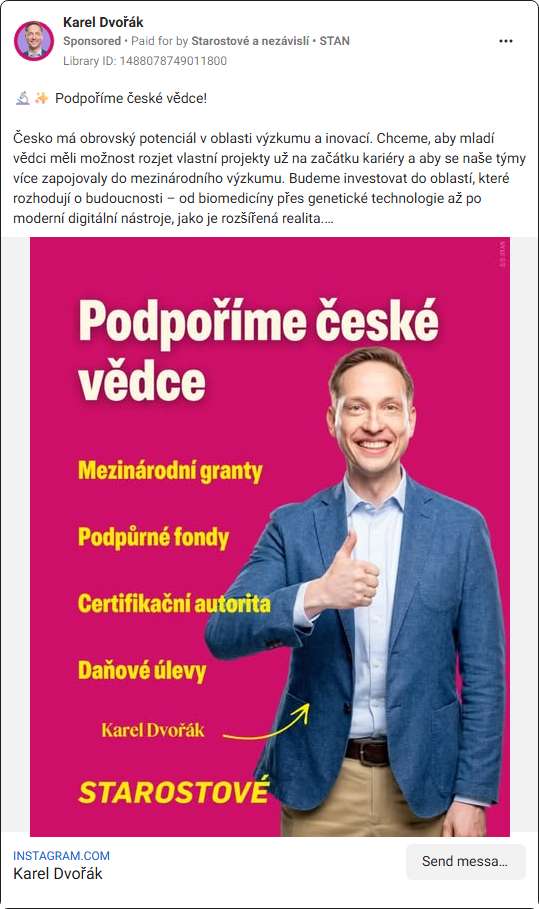 Karel Dvořák
Sponsored • Paid for by Starostové a nezávislí • STAN
Library ID: 1488078749011800
🔬✨ Podpoříme české vědce!
Česko má obrovský potenciál v oblasti výzkumu a inovací. Chceme, aby mladí
vědci měli možnost rozjet vlastní projekty už na začátku kariéry a aby se naše týmy
více zapojovaly do mezinárodního výzkumu. Budeme investovat do oblastí, které
rozhodují o budoucnosti – od biomedicíny přes genetické technologie až po
moderní digitální nástroje, jako je rozšířená realita.…
Podpoříme české
vědce
Mezinárodní granty
Podpůrné fondy
Certifikační autorita
Daňové úlevy
Karel Dvořák
STAROSTOVÉ
INSTAGRAM.COM
Karel Dvořák
Send messa…